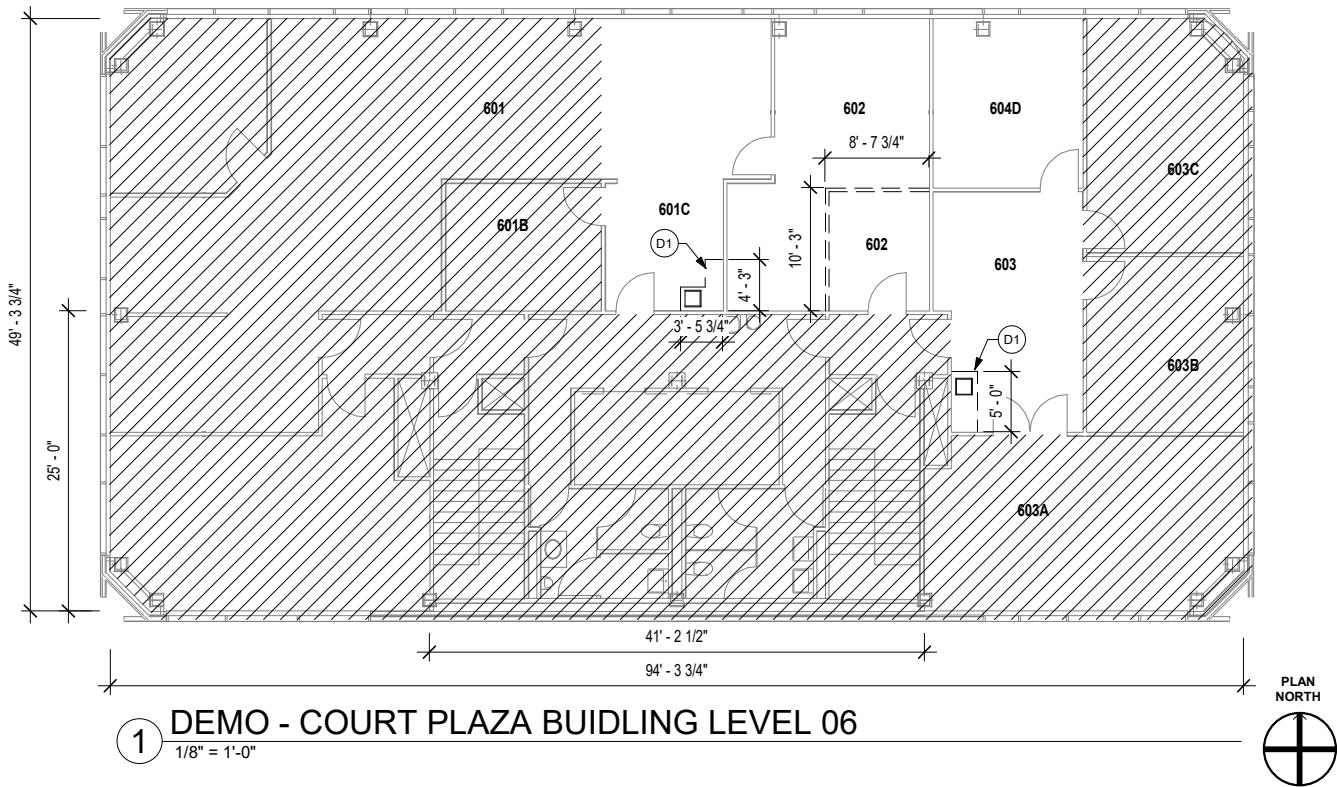 601
602
604D
8' - 7 3/4"
603C
601C
601B
D1
602
10' - 3"
603
4' - 3"
49' - 3 3/4"
3' - 5 3/4"
D1
603B
5' - 0"
25' - 0"
603A
41' - 2 1/2"
94' - 3 3/4"
PLAN
NORTH
1
DEMO - COURT PLAZA BUIDLING LEVEL 06
1/8" = 1'-0"